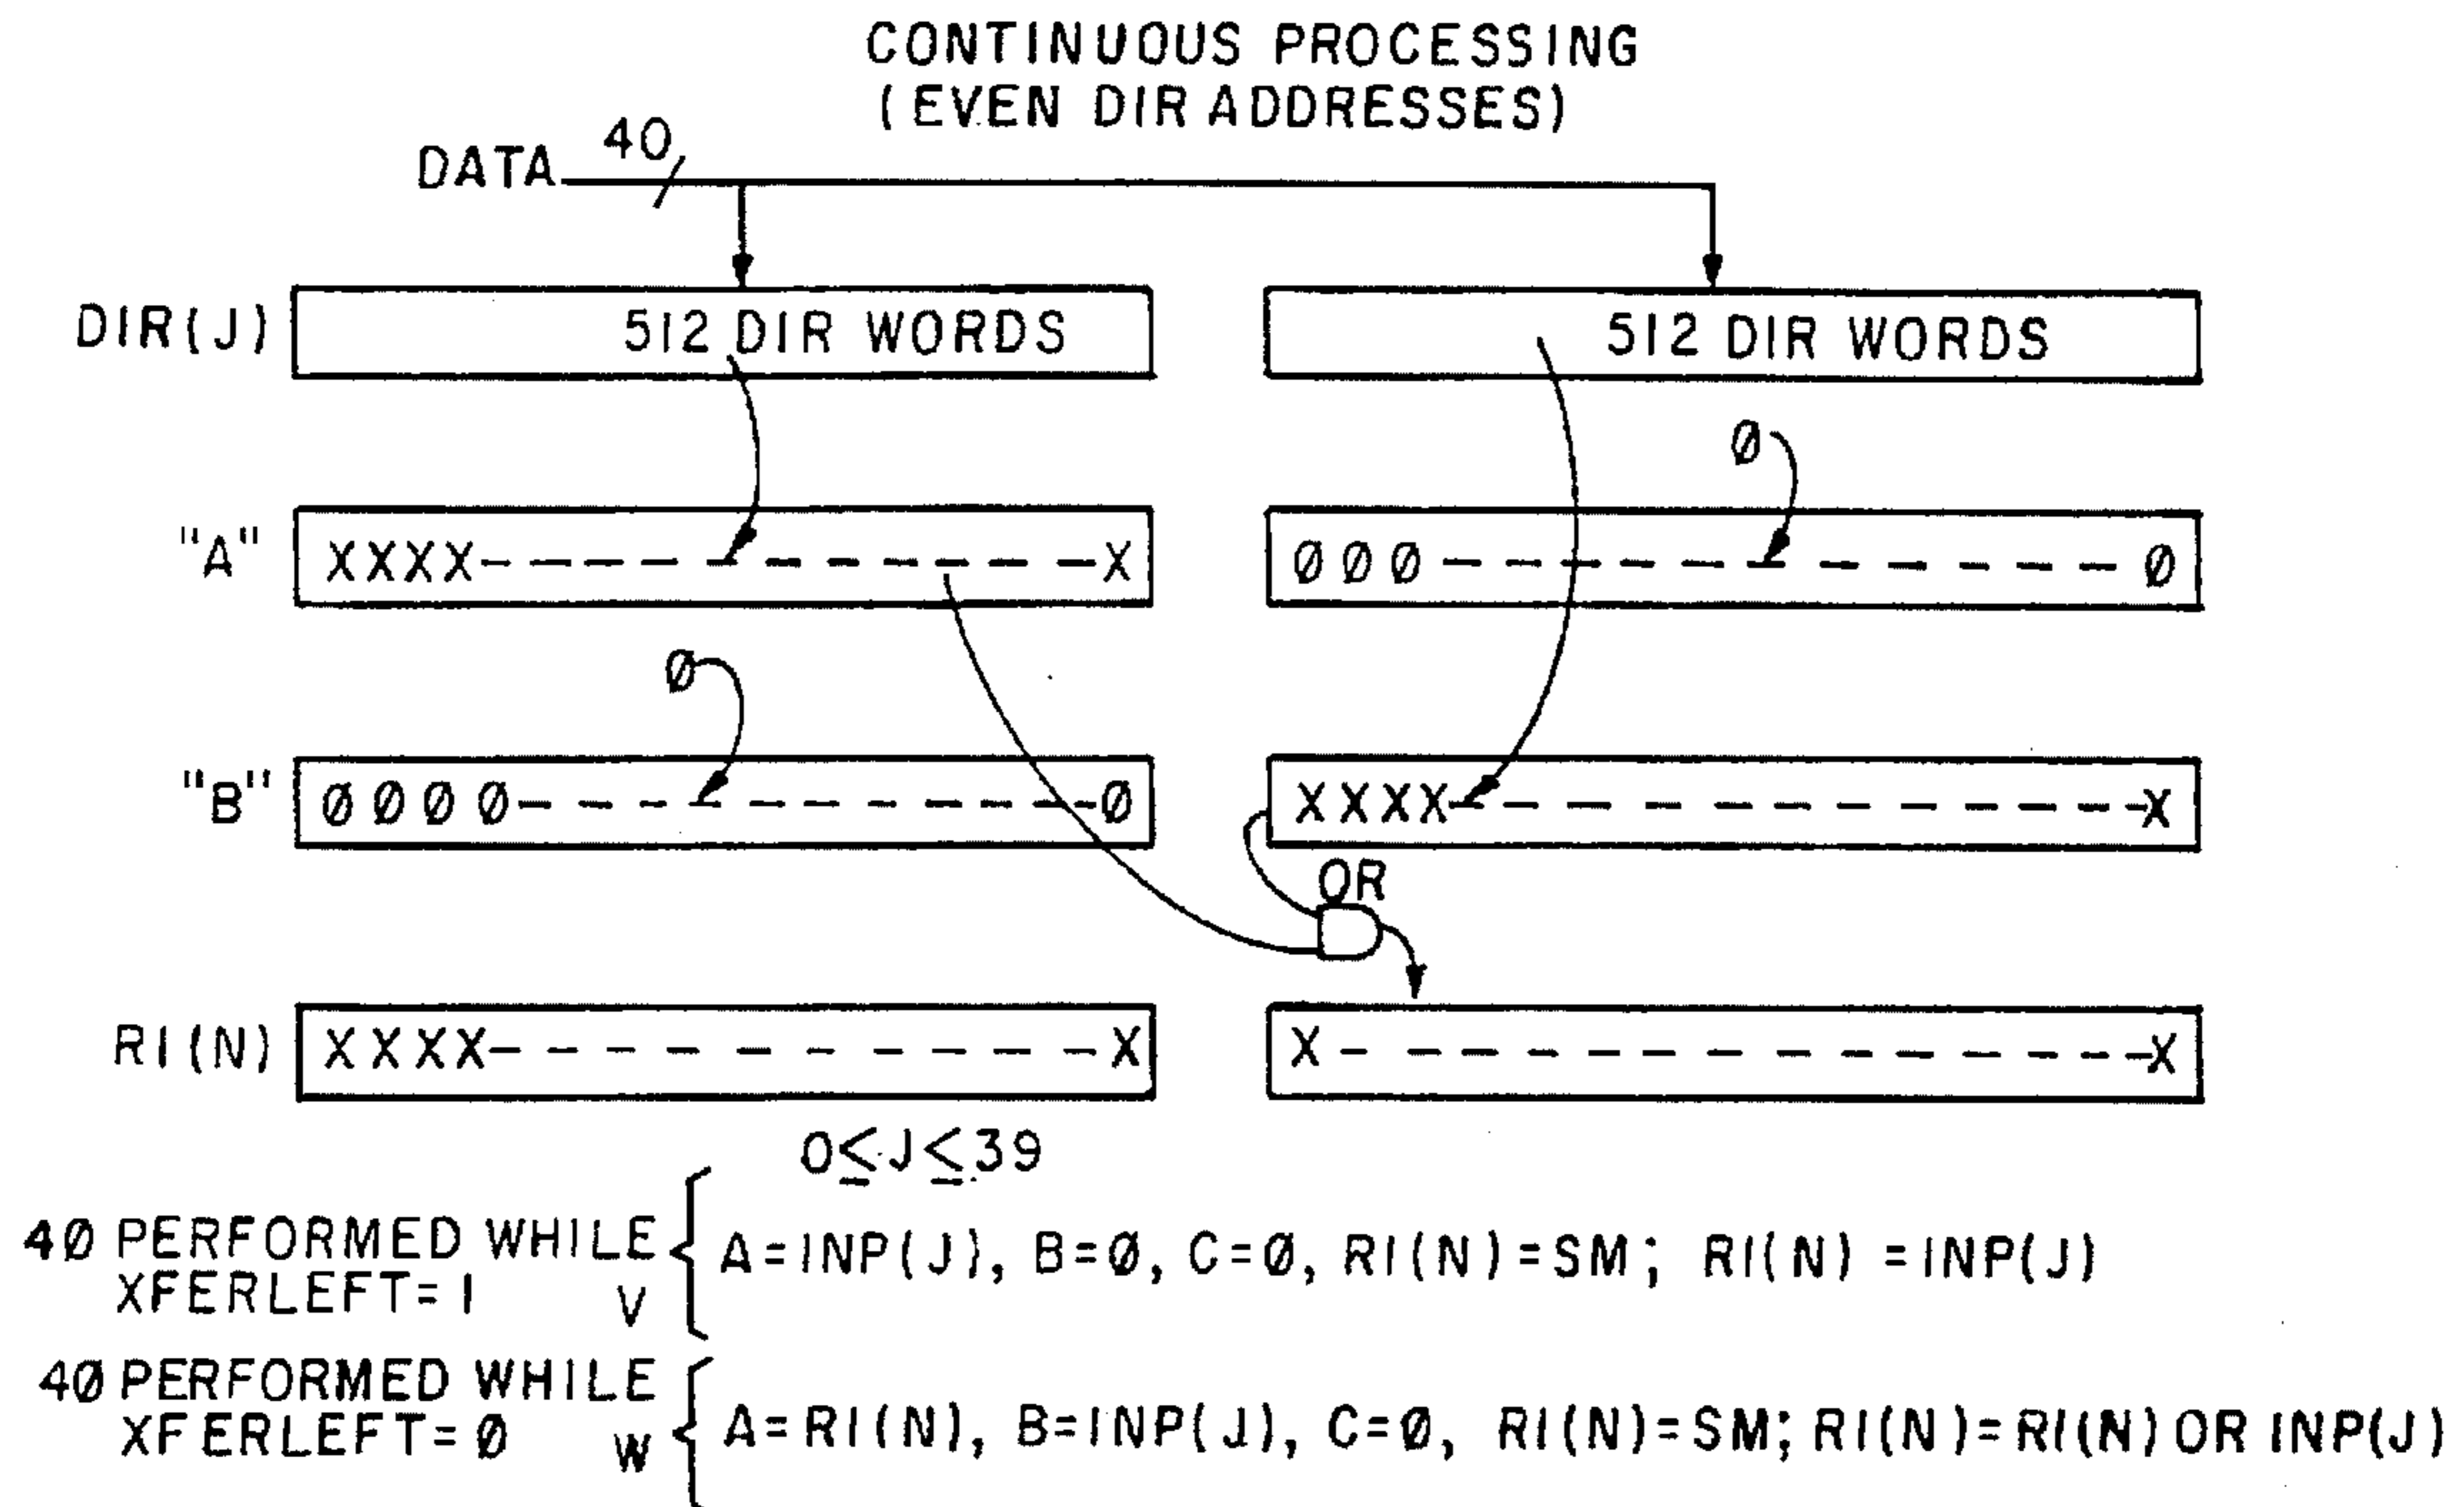 CONTINUOUS PROCESSING
(EVEN DIR ADDRESSES)
DATA 40
DIR(J) 512 DIR WORDS 512 DIR WORDS
Ø
"A" XXXX-----------X ØØØ-----------Ø
Ø
"B" ØØØØ-----------Ø XXXX-----------X
OR
RI(N) XXXX-----------X X-------------X
0≤J≤39
4Ø PERFORMED WHILE XFERLEFT=1 V { A=INP(J), B=Ø, C=Ø, RI(N)=SM; RI(N) =INP(J)
4Ø PERFORMED WHILE XFERLEFT=Ø W { A=RI(N), B=INP(J), C=Ø, RI(N)=SM; RI(N)=RI(N) OR INP(J)